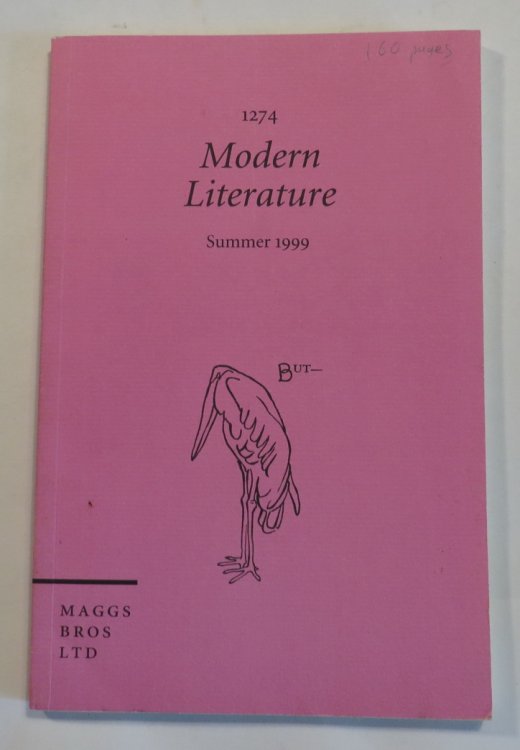 160 pages
1274
Modern
Literature
Summer 1999
BUT—
MAGGS
BROS
LTD